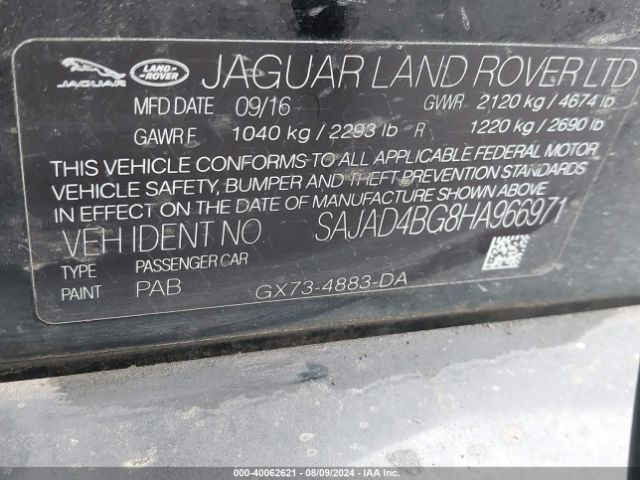 JAGUAR
LAND-ROVER
JAGUAR LAND ROVER LTD
MFD DATE 09/16 GWWR 2120 kg / 4674 lb
GAWR F 1040 kg / 2293 lb R 1220 kg / 2690 lb
THIS VEHICLE CONFORMS TO ALL APPLICABLE FEDERAL MOTOR
VEHICLE SAFETY, BUMPER AND THEFT PREVENTION STANDARDS
IN EFFECT ON THE DATE OF MANUFACTURE SHOWN ABOVE
VEH IDENT NO SAJAD4BG8HA966971
TYPE PASSENGER CAR
PAINT PAB GX73-4883-DA
000-40062621 - 08/09/2024 - IAA Inc.